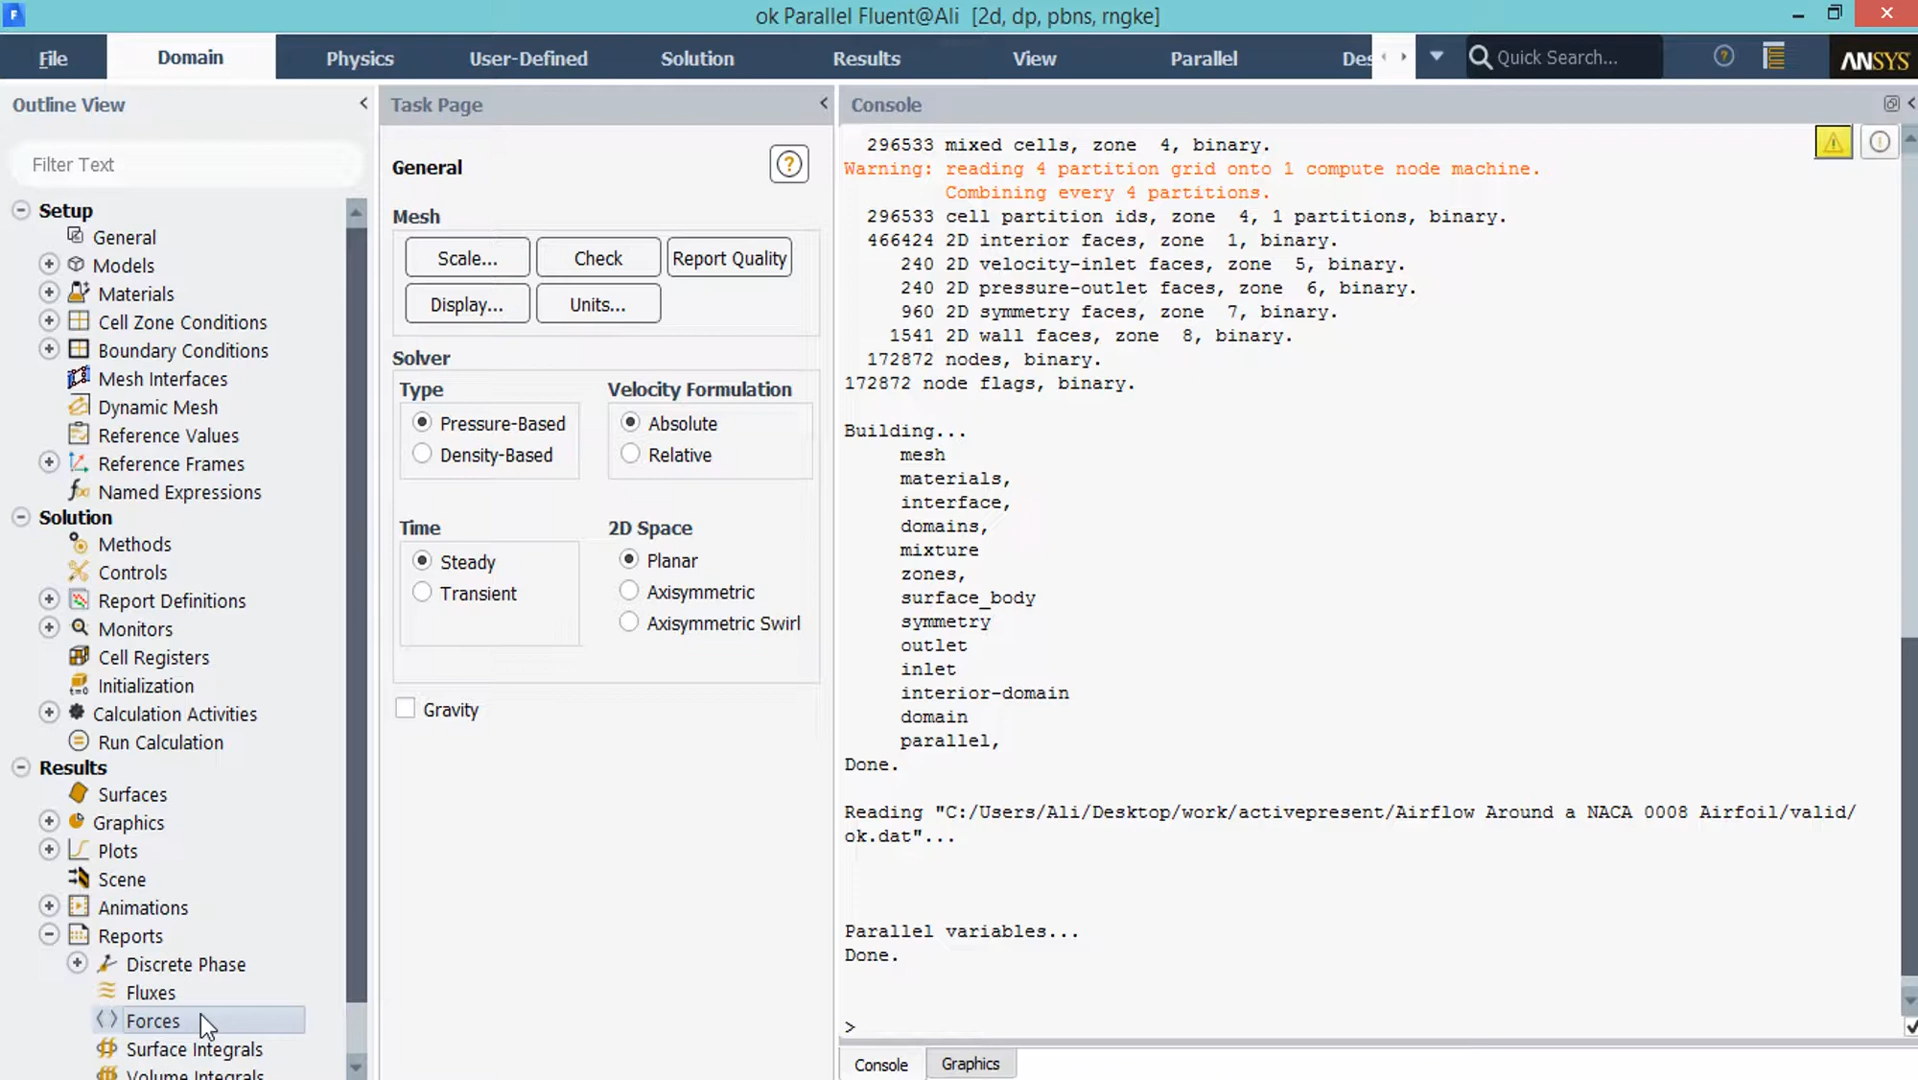 ok Parallel Fluent@Ali [2d, dp, pbns, rngke]
File
Domain
Physics
User-Defined
Solution
Results
View
Parallel
Des
Quick Search...
ANSYS
Outline View
Filter Text
Setup
General
Models
Materials
Cell Zone Conditions
Boundary Conditions
Mesh Interfaces
Dynamic Mesh
Reference Values
Reference Frames
Named Expressions
Solution
Methods
Controls
Report Definitions
Monitors
Cell Registers
Initialization
Calculation Activities
Run Calculation
Results
Surfaces
Graphics
Plots
Scene
Animations
Reports
Discrete Phase
Fluxes
Forces
Surface Integrals
Volume Integrals
Task Page
General
Mesh
Scale...
Check
Report Quality
Display...
Units...
Solver
Type
Velocity Formulation
Pressure-Based
Absolute
Density-Based
Relative
Time
2D Space
Steady
Planar
Transient
Axisymmetric
Axisymmetric Swirl
Gravity
Console
296533 mixed cells, zone 4, binary.
Warning: reading 4 partition grid onto 1 compute node machine.
Combining every 4 partitions.
296533 cell partition ids, zone 4, 1 partitions, binary.
466424 2D interior faces, zone 1, binary.
240 2D velocity-inlet faces, zone 5, binary.
240 2D pressure-outlet faces, zone 6, binary.
960 2D symmetry faces, zone 7, binary.
1541 2D wall faces, zone 8, binary.
172872 nodes, binary.
172872 node flags, binary.
Building...
mesh
materials,
interface,
domains,
mixture
zones,
surface_body
symmetry
outlet
inlet
interior-domain
domain
parallel,
Done.
Reading "C:/Users/Ali/Desktop/work/activepresent/Airflow Around a NACA 0008 Airfoil/valid/
ok.dat"...
Parallel variables...
Done.
>
Console
Graphics